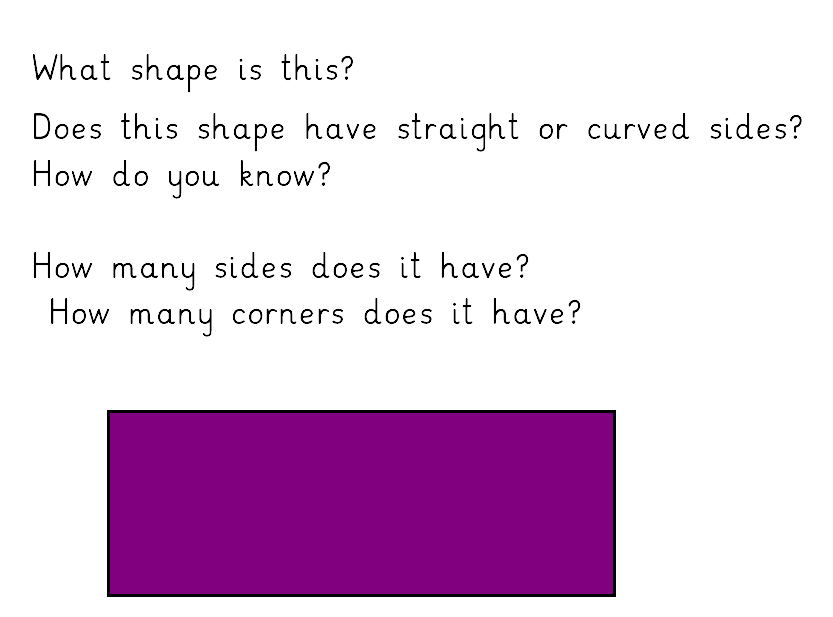 What shape is this?
Does this shape have straight or curved sides?
How do you know?
How many sides does it have?
How many corners does it have?